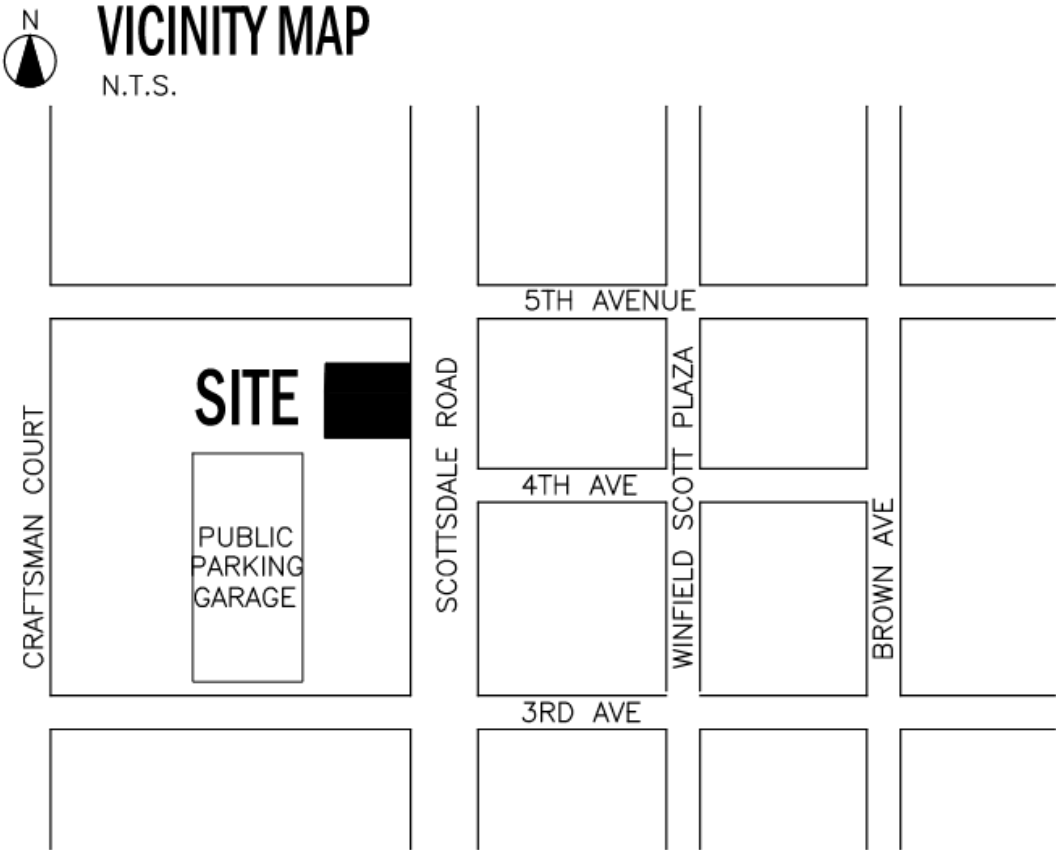 N
VICINITY MAP
N.T.S.
5TH AVENUE
SITE
SCOTTSDALE ROAD
WINFIELD SCOTT PLAZA
CRAFTSMAN COURT
4TH AVE
BROWN AVE
PUBLIC
PARKING
GARAGE
3RD AVE